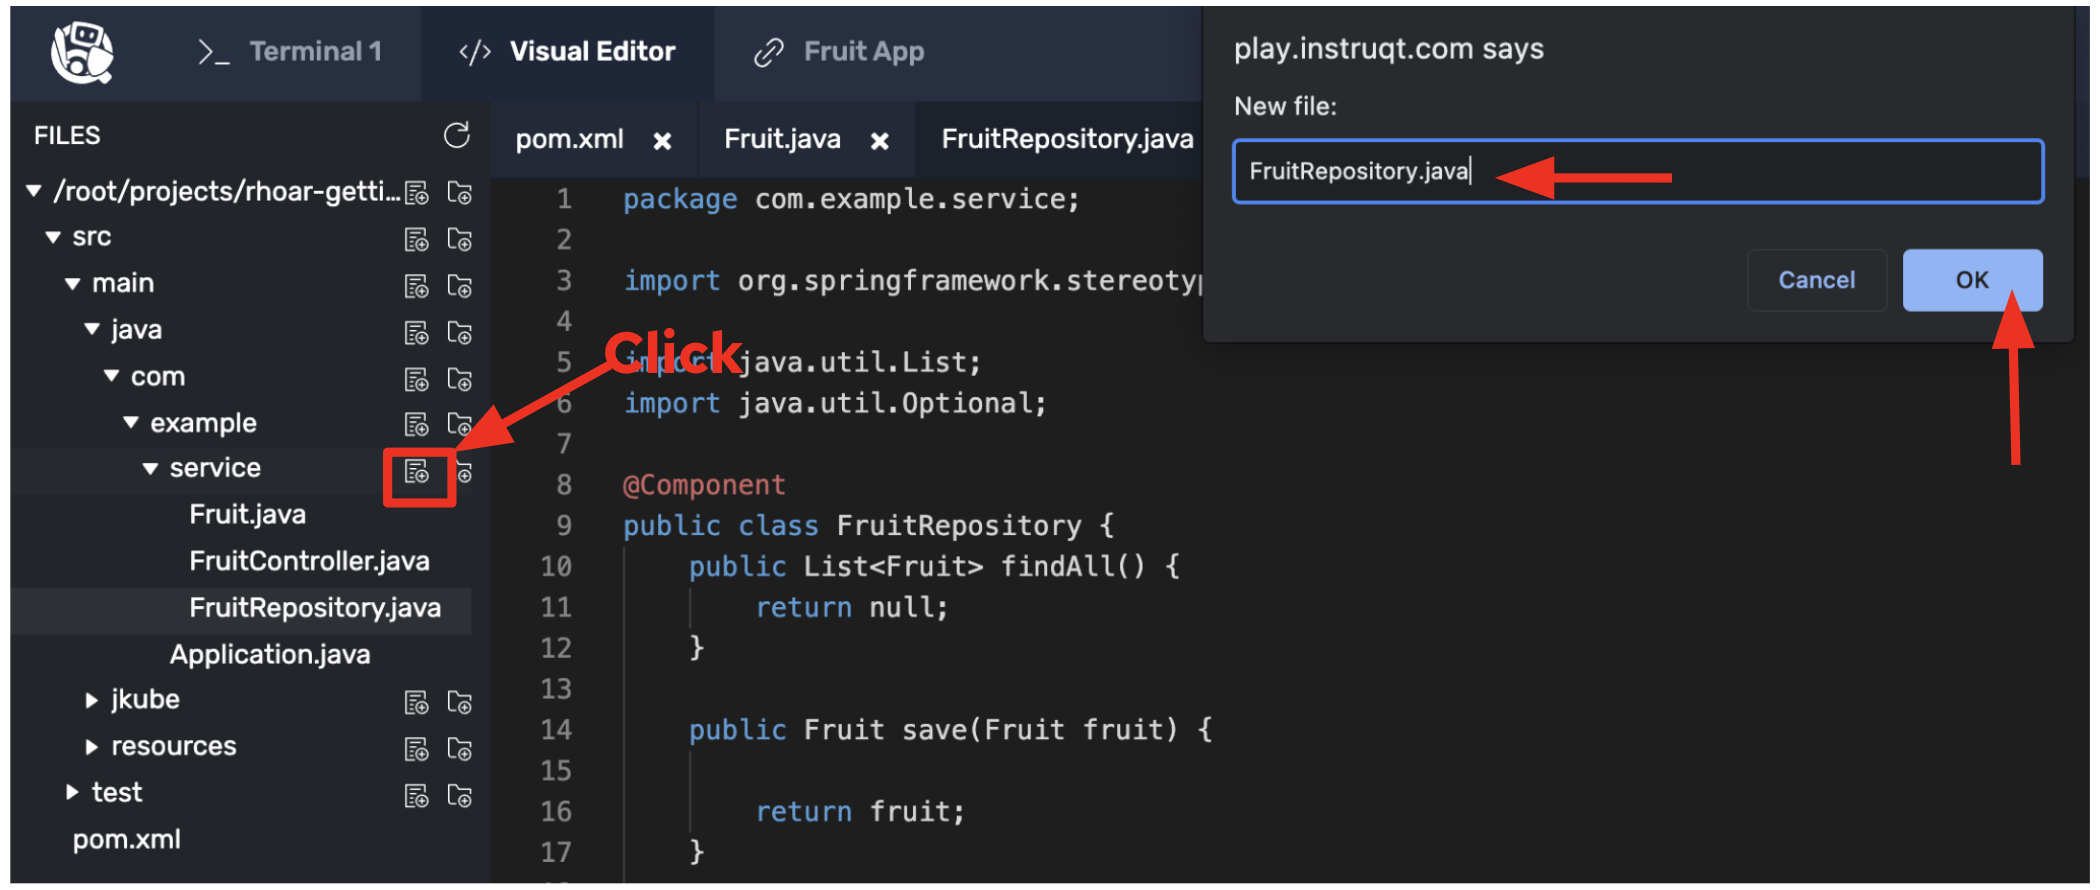 >_ Terminal 1
</> Visual Editor
Fruit App
FILES
/root/projects/rhoar-getti...
src
main
java
com
example
service
Fruit.java
FruitController.java
FruitRepository.java
Application.java
jkube
resources
test
pom.xml
pom.xml ×
Fruit.java ×
FruitRepository.java
1 package com.example.service;
2
3 import org.springframework.stereotyp
4
5 import java.util.List;
6 import java.util.Optional;
7
8 @Component
9 public class FruitRepository {
10 public List<Fruit> findAll() {
11 return null;
12 }
13
14 public Fruit save(Fruit fruit) {
15
16 return fruit;
17 }
Click
play.instruqt.com says
New file:
FruitRepository.java
Cancel
OK